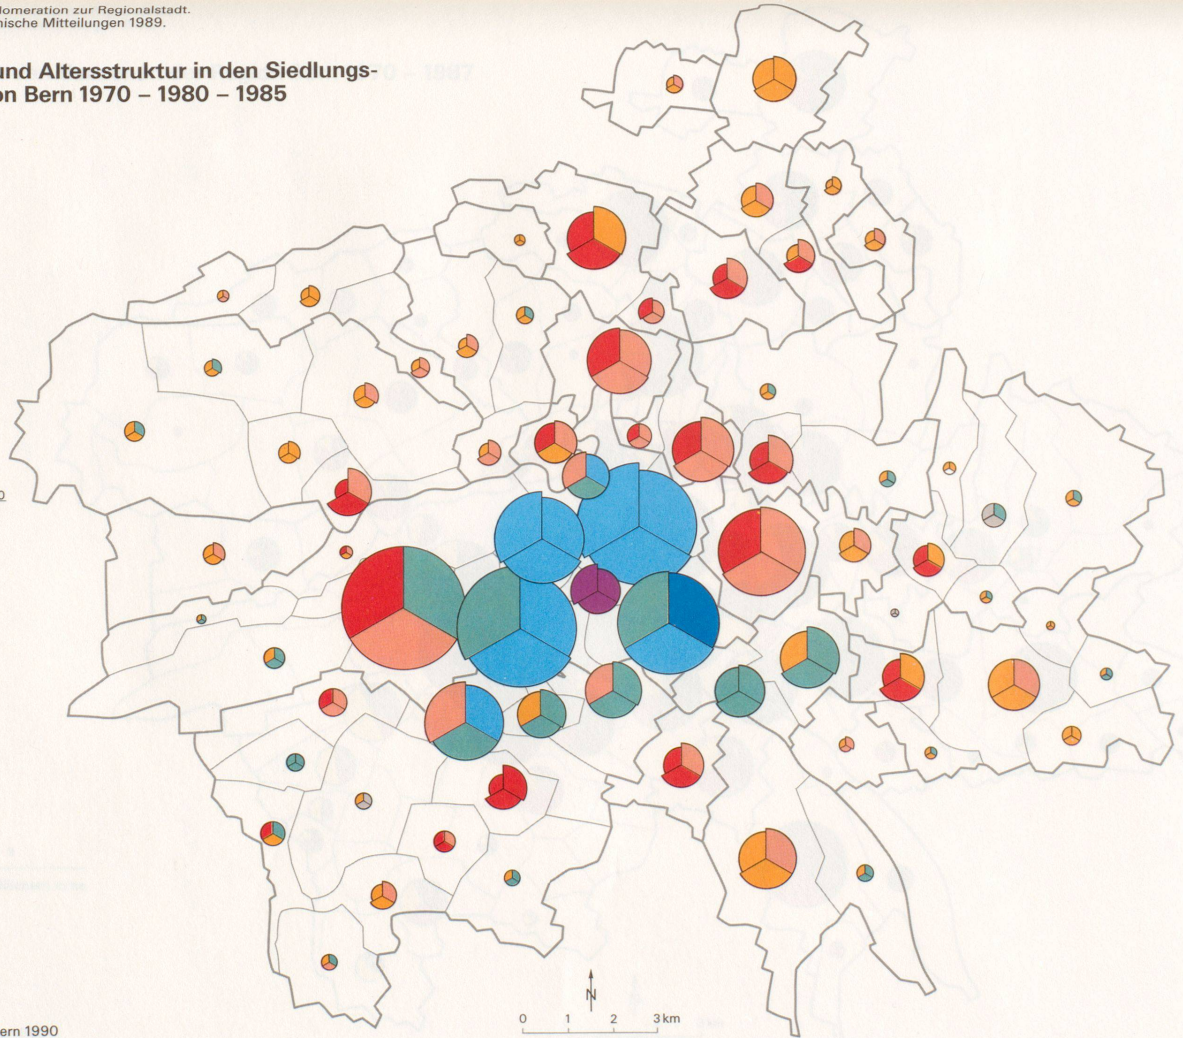 lomeration zur Regionalstadt.
nische Mitteilungen 1989.
und Altersstruktur in den Siedlungs-
on Bern 1970 – 1980 – 1985
0
N
0 1 2 3 km
ern 1990